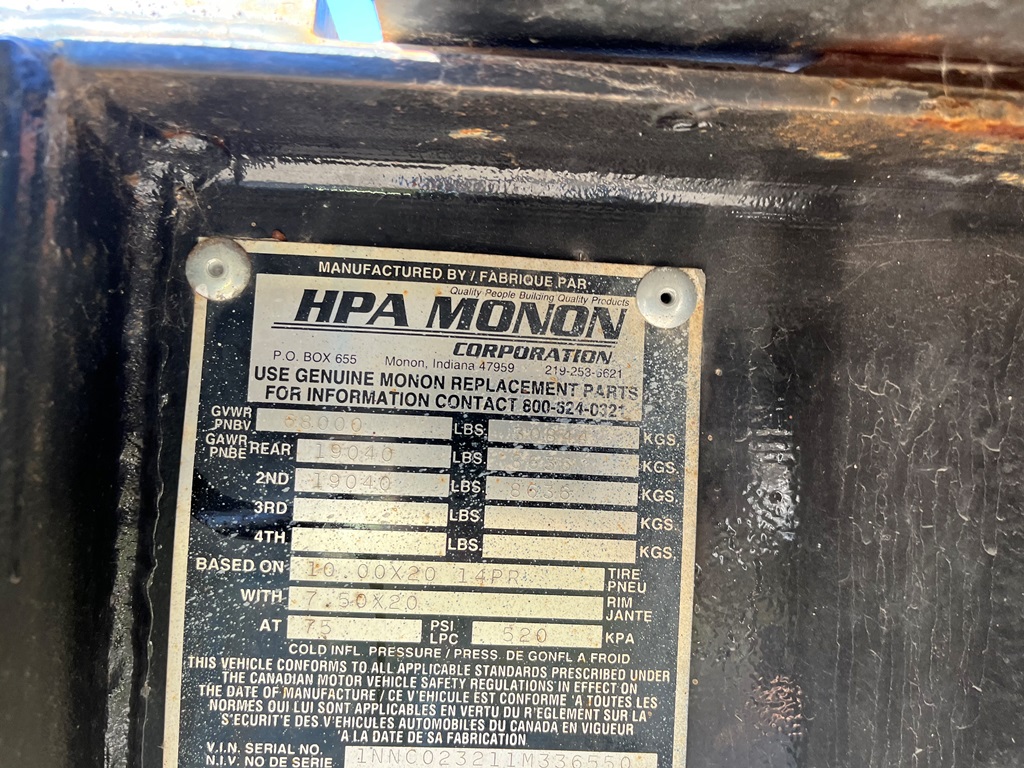 MANUFACTURED BY / FABRIQUE PAR:
Quality People Building Quality Products
HPA MONON
CORPORATION
P.O. BOX 655 Monon, Indiana 47959 219-253-6621
USE GENUINE MONON REPLACEMENT PARTS
FOR INFORMATION CONTACT 800-524-0321
GVWR PNBV 68000 LBS. KGS.
GAWR PNBE REAR 19040 LBS. KGS.
2ND 19040 LBS. 8636 KGS.
3RD LBS. KGS.
4TH LBS. KGS.
BASED ON 10.00X20 14PR TIRE PNEU
WITH 7.50X20 RIM JANTE
AT 75 PSI LPC 520 KPA
COLD INFL. PRESSURE / PRESS. DE GONFL A FROID
THIS VEHICLE CONFORMS TO ALL APPLICABLE STANDARDS PRESCRIBED UNDER
THE CANADIAN MOTOR VEHICLE SAFETY REGULATIONS IN EFFECT ON
THE DATE OF MANUFACTURE / CE V'EHICULE EST CONFORME 'A TOUTES LES
NORMES QUI LUI SONT APPLICABLES EN VERTU DU R'EGLEMENT SUR LA
S'ECURIT'E DES V'EHICULES AUTOMOBILES DU CANADA EN VIGUEUR
'A LA DATE DE SA FABRICATION
V.I.N. SERIAL NO.
N.I.V. NO DE SERIE 1NNC023211M336550